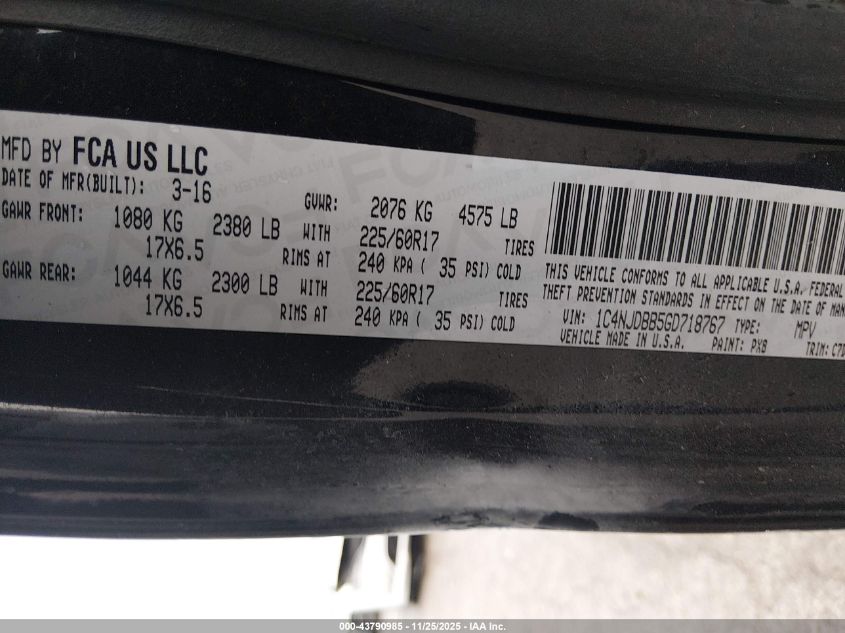 MFD BY FCA US LLC
DATE OF MFR(BUILT): 3-16
GVWR: 2076 KG 4575 LB
GAWR FRONT: 1080 KG 2380 LB WITH 225/60R17 TIRES
17X6.5 RIMS AT 240 KPA ( 35 PSI) COLD
GAWR REAR: 1044 KG 2300 LB WITH 225/60R17 TIRES
17X6.5 RIMS AT 240 KPA ( 35 PSI) COLD
THIS VEHICLE CONFORMS TO ALL APPLICABLE U.S.A. FEDERAL
THEFT PREVENTION STANDARDS IN EFFECT ON THE DATE OF MAN
VIN: 1C4NJDBB5GD718767 TYPE: MPV
VEHICLE MADE IN U.S.A. PAINT: PX8 TRIM: C7D
000-43790985 - 11/25/2025 - IAA Inc.